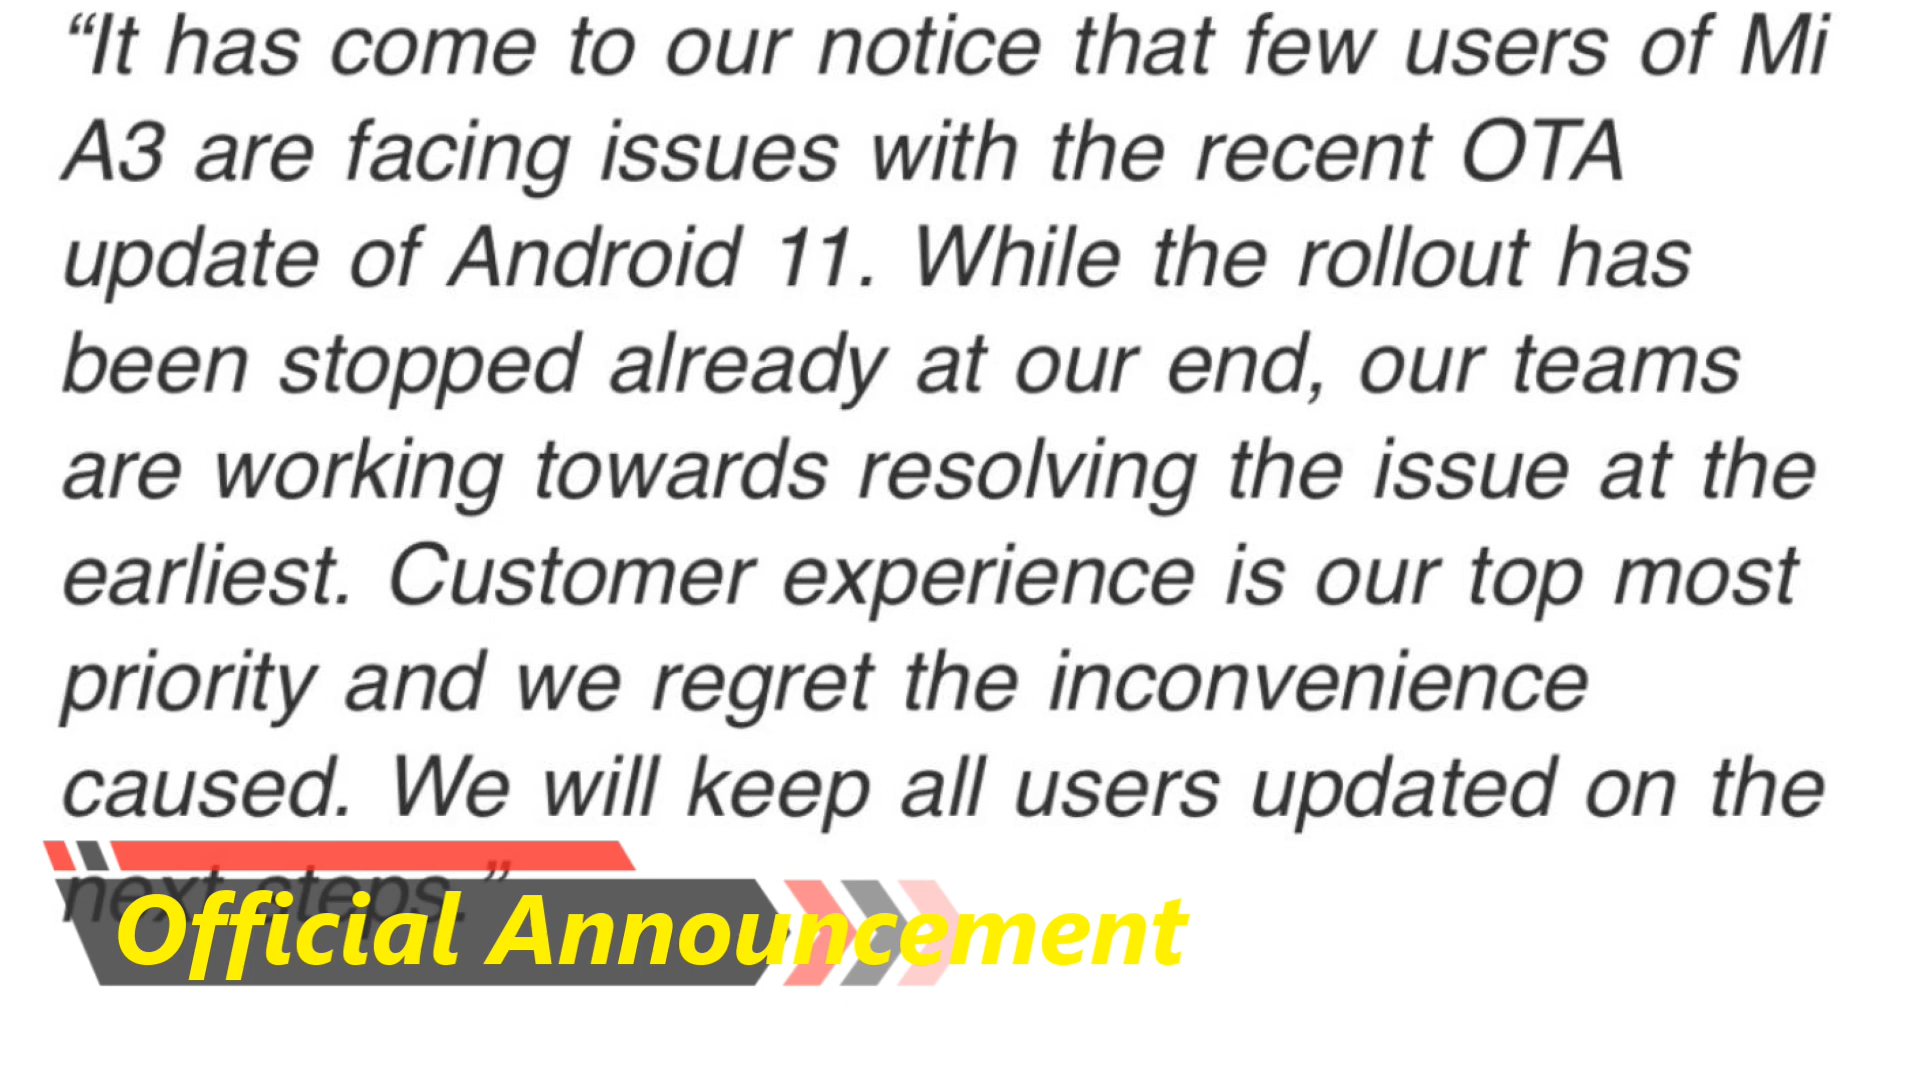 “It has come to our notice that few users of Mi
A3 are facing issues with the recent OTA
update of Android 11. While the rollout has
been stopped already at our end, our teams
are working towards resolving the issue at the
earliest. Customer experience is our top most
priority and we regret the inconvenience
caused. We will keep all users updated on the
next steps.”
Official Announcement